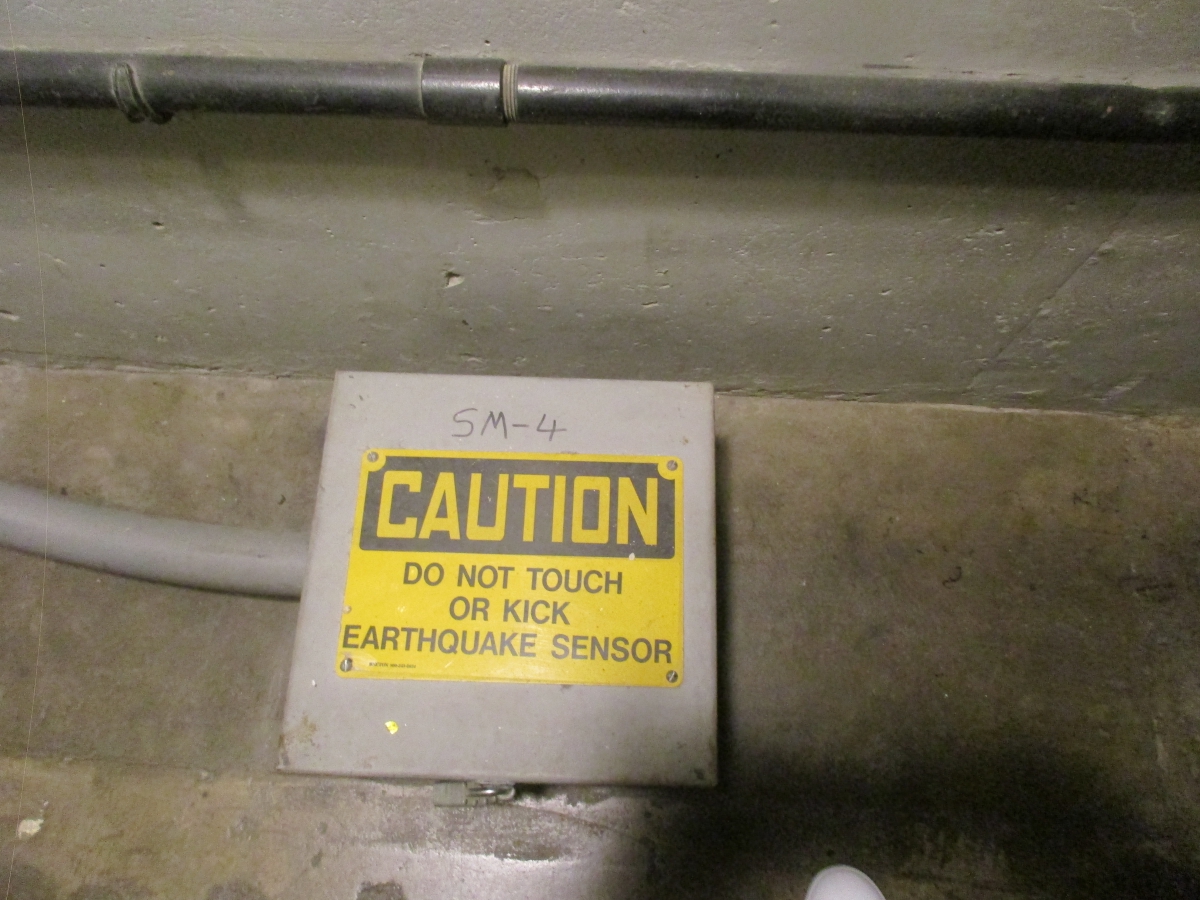 SM-4
CAUTION
DO NOT TOUCH
OR KICK
EARTHQUAKE SENSOR